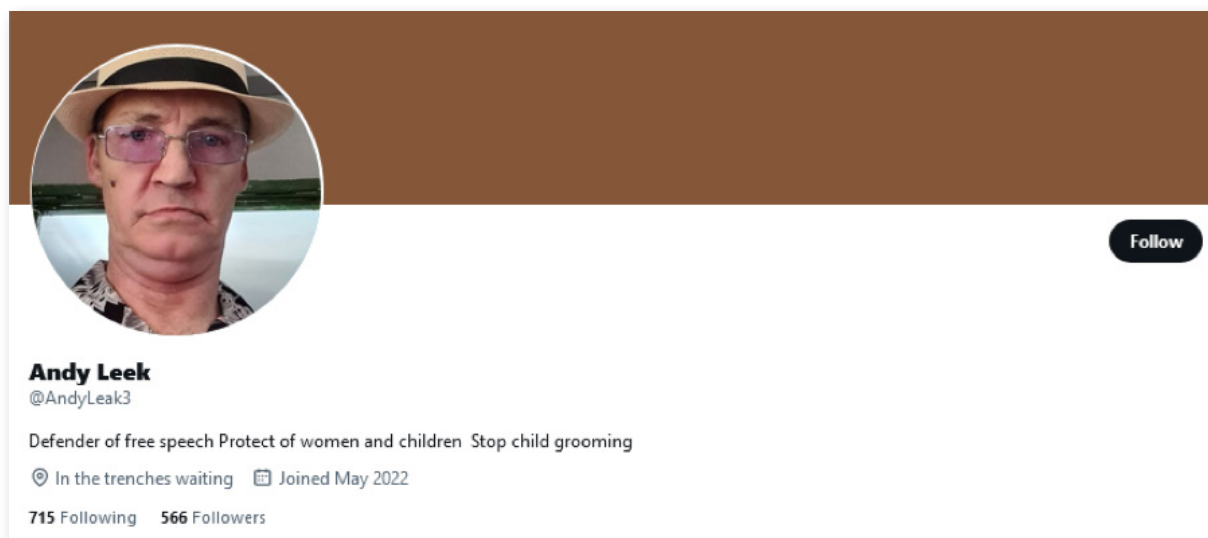 Follow
Andy Leek
@AndyLeak3
Defender of free speech Protect of women and children  Stop child grooming
In the trenches waiting Joined May 2022
715 Following 566 Followers